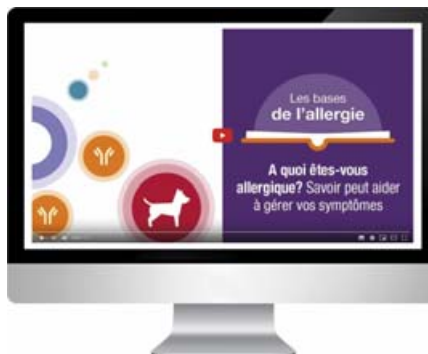 Les bases
de l'allergie
A quoi êtes-vous
allergique? Savoir peut aider
à gérer vos symptômes